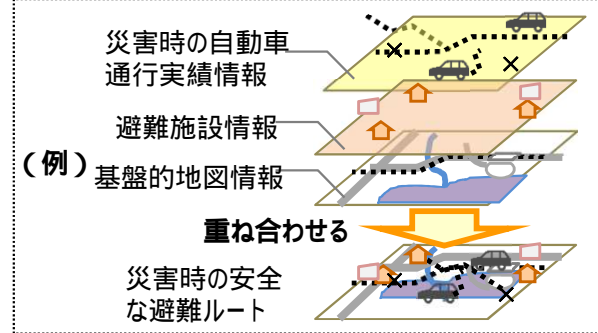 災害時の自動車
通行実績情報
避難施設情報
(例)
基盤的地図情報
重ね合わせる
災害時の安全
な避難ルート